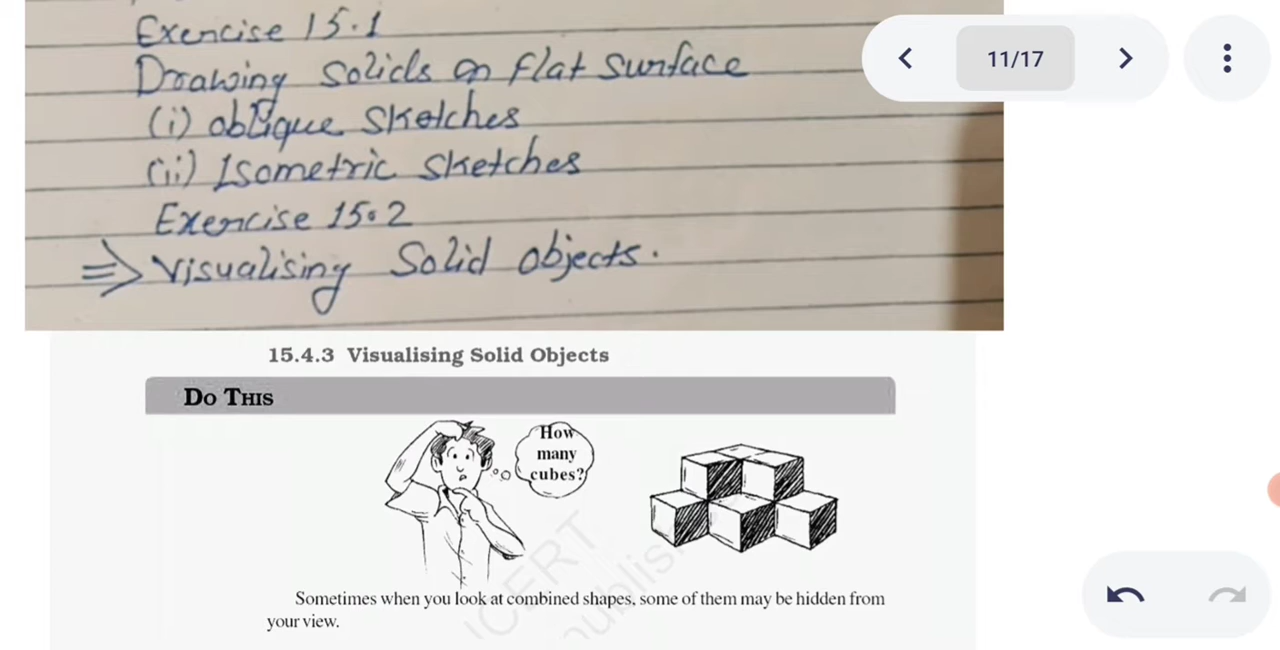 Exercise 15.1
Drawing Solids on flat Surface
(i) oblique Sketches
(ii) Isometric Sketches
Exercise 15.2
⇒ Visualising Solid objects.
11/17
15.4.3 Visualising Solid Objects
DO THIS
How
many
cubes?
Sometimes when you look at combined shapes, some of them may be hidden from
your view.